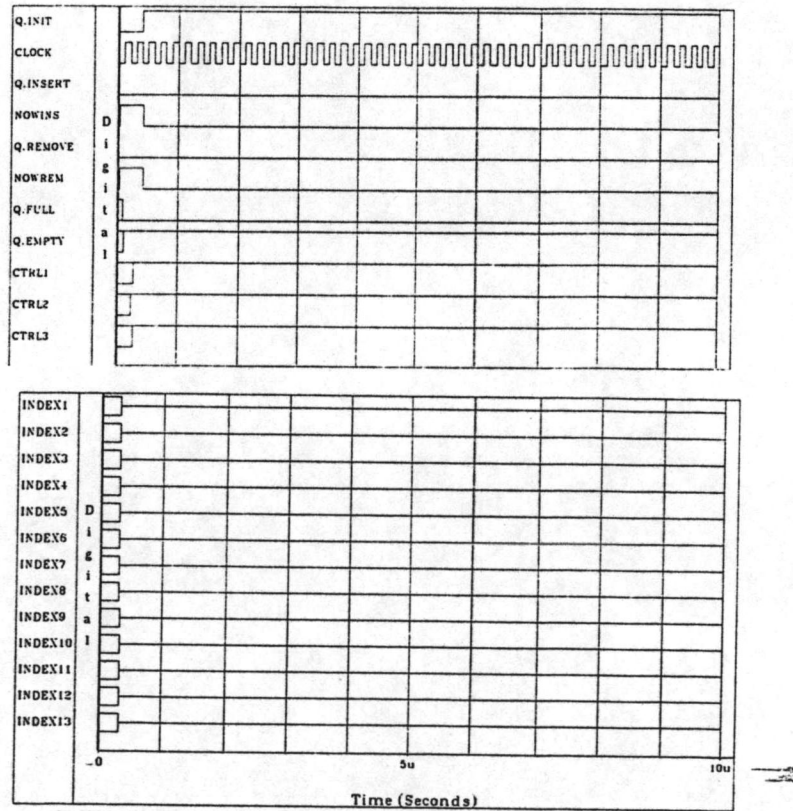 Q.INIT
CLOCK
Q.INSERT
NOWINS
Q.REMOVE
NOWREM
Q.FULL
Q.EMPTY
CTRL1
CTRL2
CTRL3
Digital
INDEX1
INDEX2
INDEX3
INDEX4
INDEX5
INDEX6
INDEX7
INDEX8
INDEX9
INDEX10
INDEX11
INDEX12
INDEX13
Digital
-0 5u 10u
Time (Seconds)